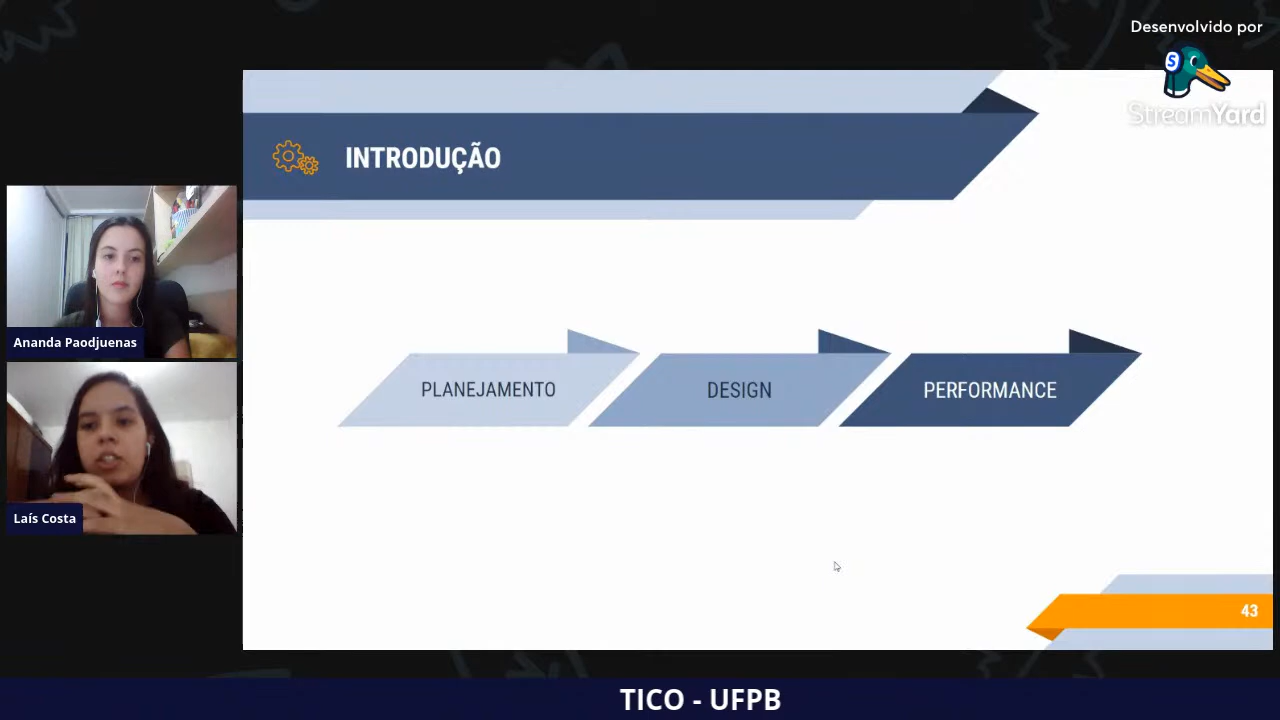 Desenvolvido por
S
StreamYard
INTRODUÇÃO
Ananda Paodjuenas
PLANEJAMENTO
DESIGN
PERFORMANCE
Laís Costa
43
TICO - UFPB